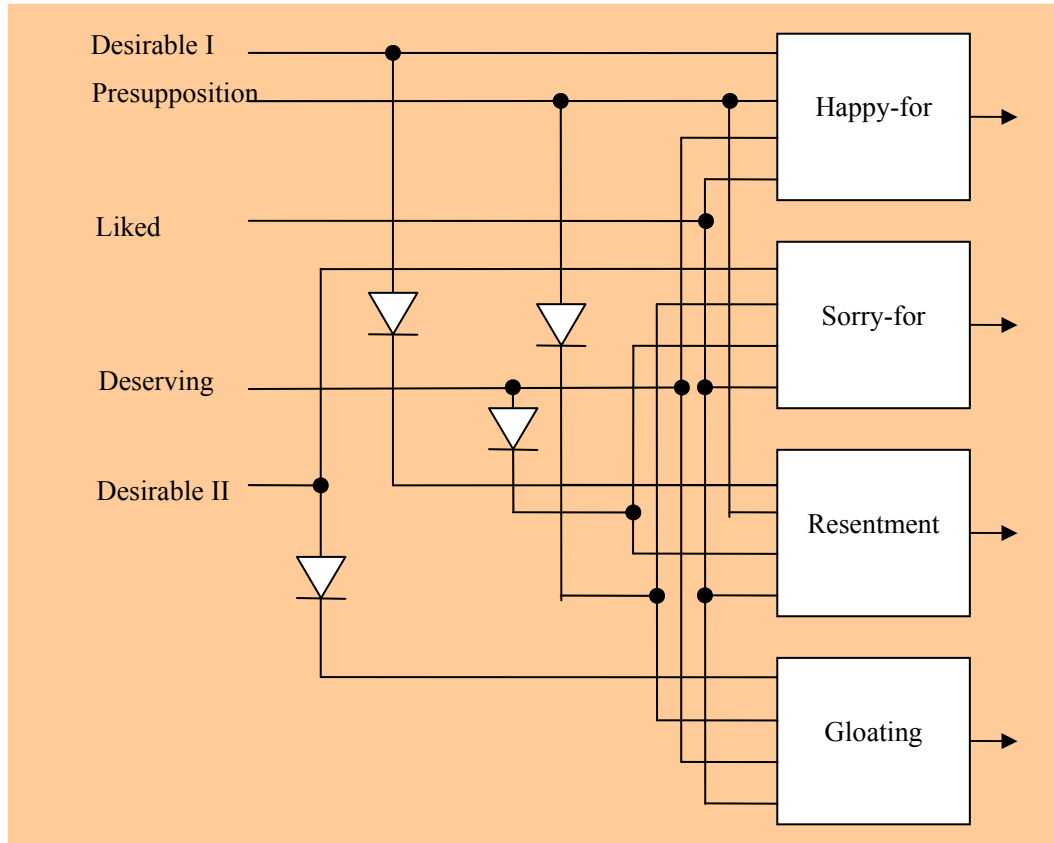 Desirable I
Presupposition
Happy-for
Liked
Sorry-for
Deserving
Desirable II
Resentment
Gloating